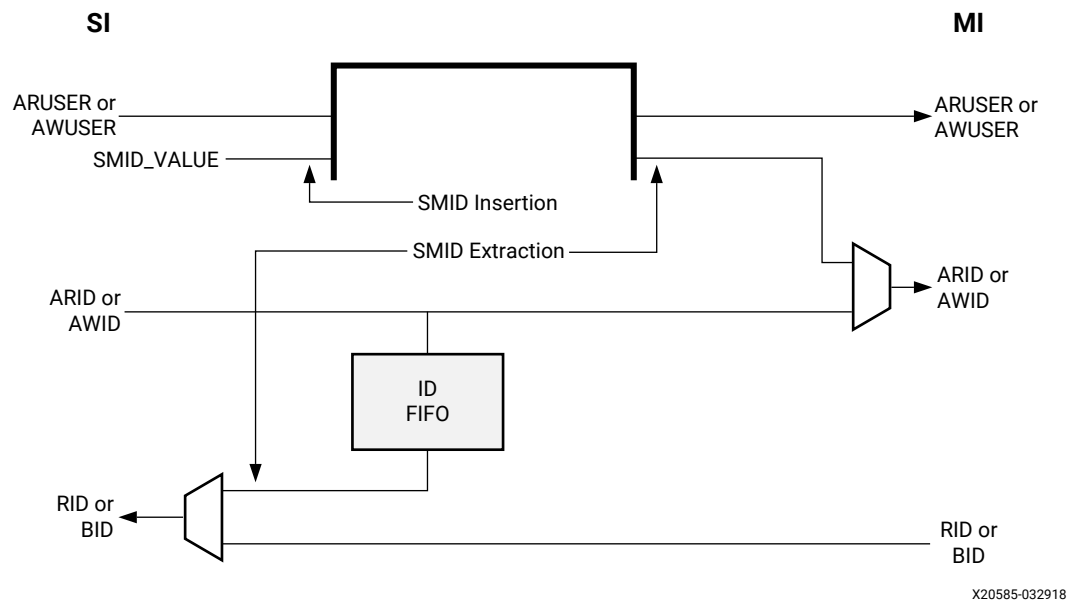 SI
MI
ARUSER or
AWUSER
ARUSER or
AWUSER
SMID_VALUE
SMID Insertion
SMID Extraction
ARID or
AWID
ARID or
AWID
ID
FIFO
RID or
BID
RID or
BID
X20585-032918